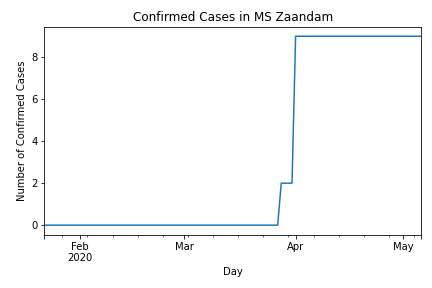 Confirmed Cases in MS Zaandam
Number of Confirmed Cases
8
6
4
2
0
Feb Mar Apr May
2020
Day